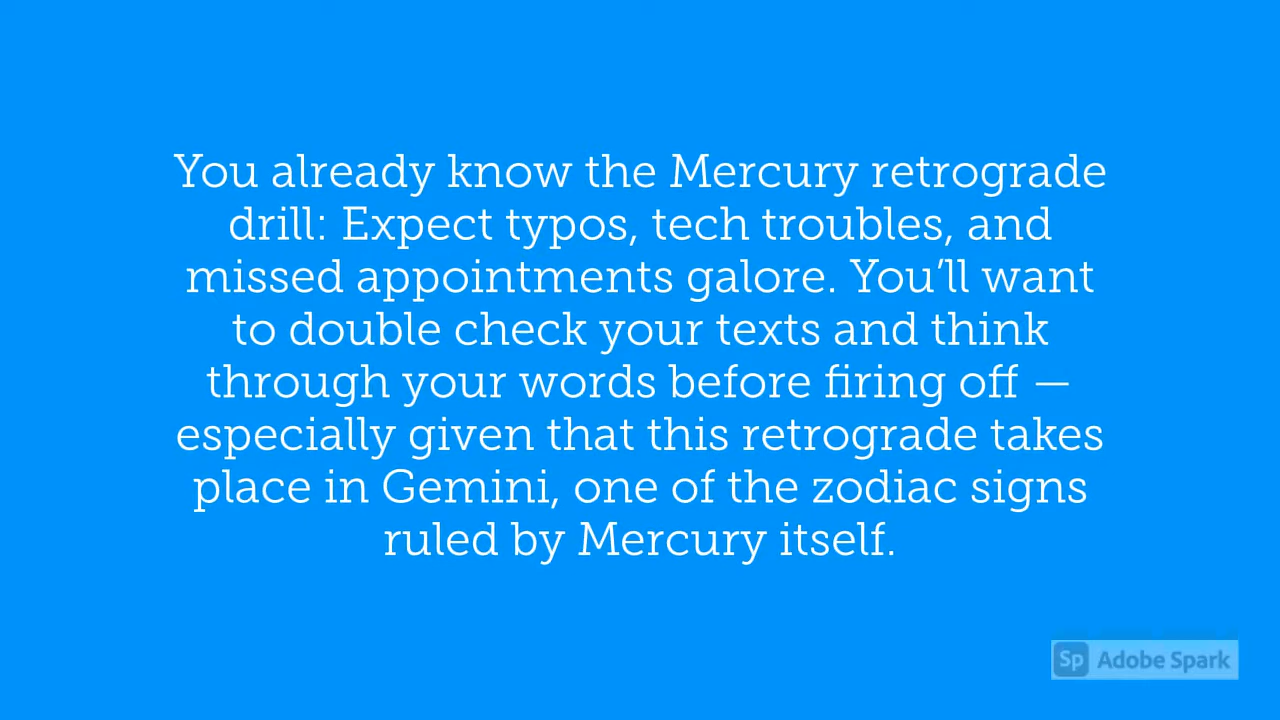 You already know the Mercury retrograde
drill: Expect typos, tech troubles, and
missed appointments galore. You’ll want
to double check your texts and think
through your words before firing off —
especially given that this retrograde takes
place in Gemini, one of the zodiac signs
ruled by Mercury itself.
Sp Adobe Spark